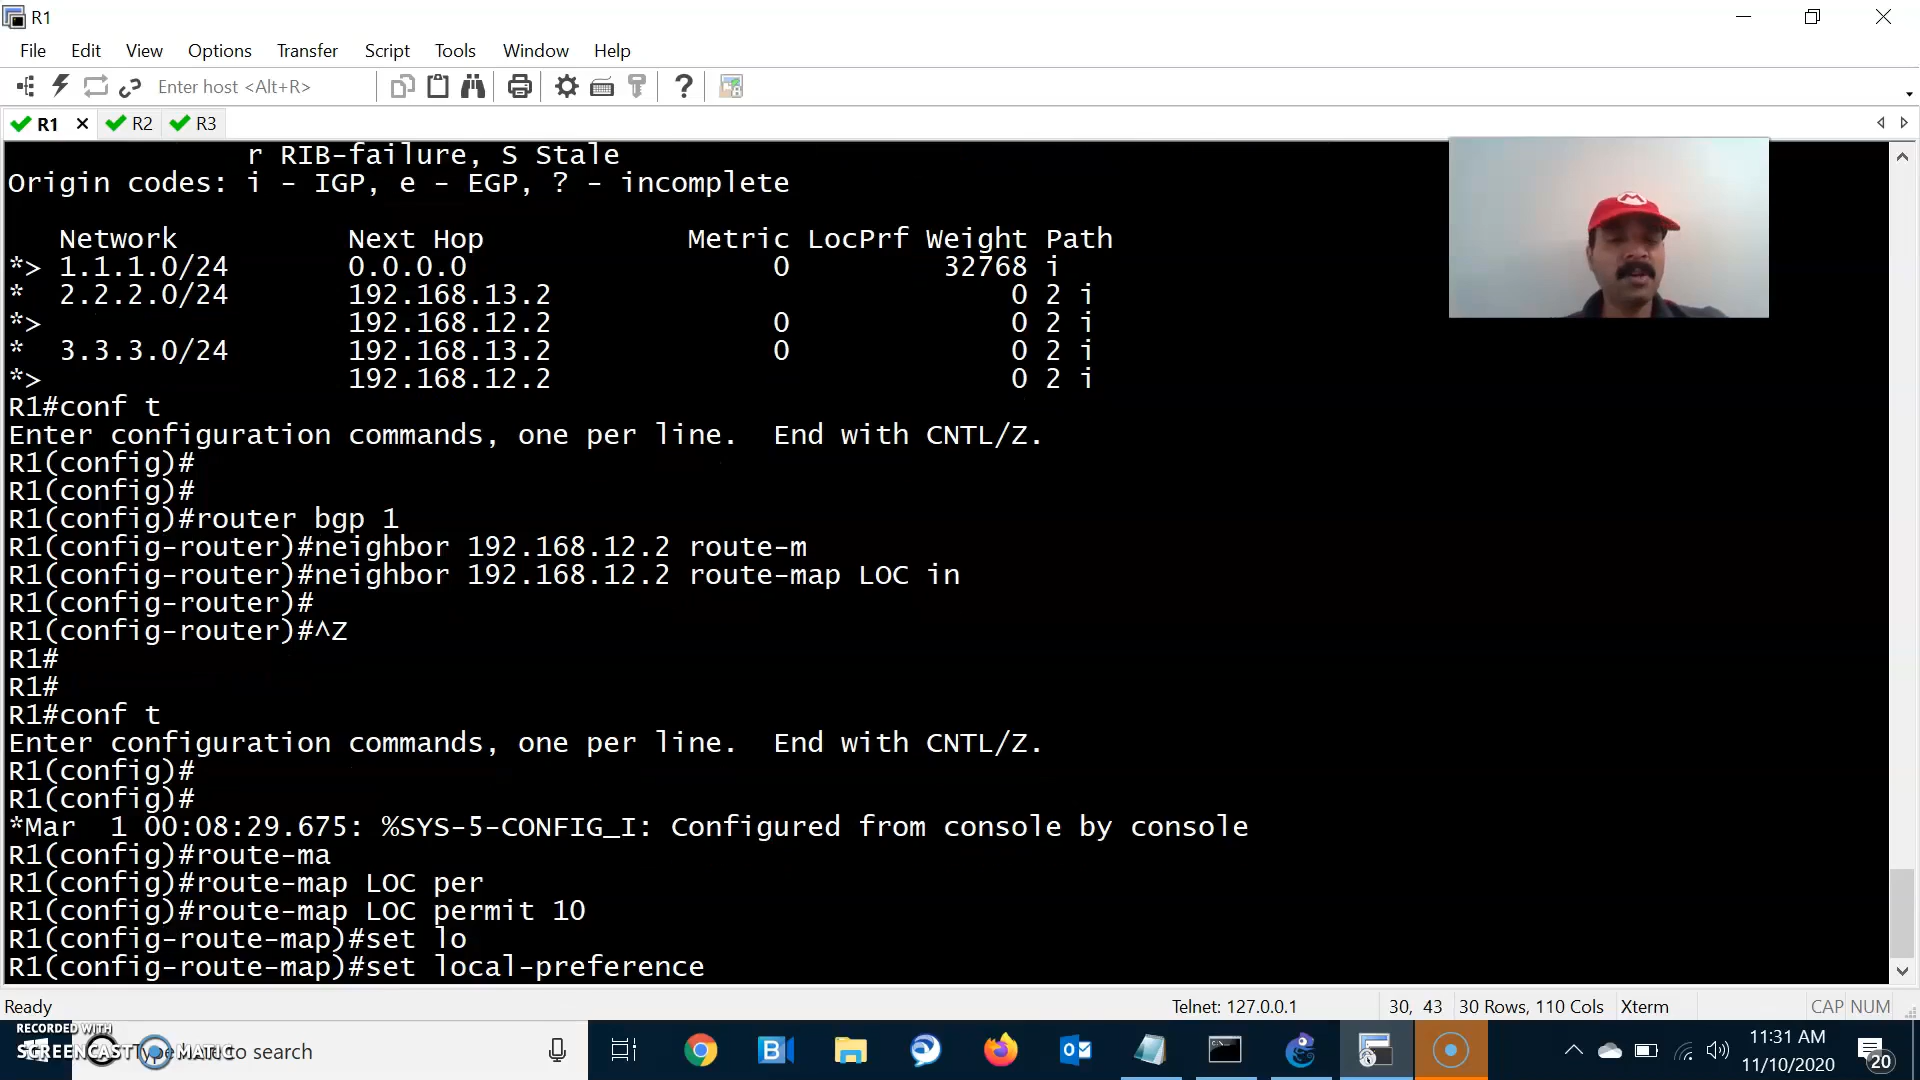 R1
File Edit View Options Transfer Script Tools Window Help
Enter host <Alt+R>
R1 R2 R3
r RIB-failure, S Stale
Origin codes: i - IGP, e - EGP, ? - incomplete
Network Next Hop Metric LocPrf Weight Path
*> 1.1.1.0/24 0.0.0.0 0 32768 i
* 2.2.2.0/24 192.168.13.2 0 2 i
*> 192.168.12.2 0 0 2 i
* 3.3.3.0/24 192.168.13.2 0 0 2 i
*> 192.168.12.2 0 2 i
R1#conf t
Enter configuration commands, one per line. End with CNTL/Z.
R1(config)#
R1(config)#
R1(config)#router bgp 1
R1(config-router)#neighbor 192.168.12.2 route-m
R1(config-router)#neighbor 192.168.12.2 route-map LOC in
R1(config-router)#
R1(config-router)#^Z
R1#
R1#
R1#conf t
Enter configuration commands, one per line. End with CNTL/Z.
R1(config)#
R1(config)#
*Mar 1 00:08:29.675: %SYS-5-CONFIG_I: Configured from console by console
R1(config)#route-ma
R1(config)#route-map LOC per
R1(config)#route-map LOC permit 10
R1(config-route-map)#set lo
R1(config-route-map)#set local-preference
Ready Telnet: 127.0.0.1 30, 43 30 Rows, 110 Cols Xterm CAP NUM
RECORDED WITH
SCREENCAST MATIC
to search
11:31 AM
11/10/2020
20